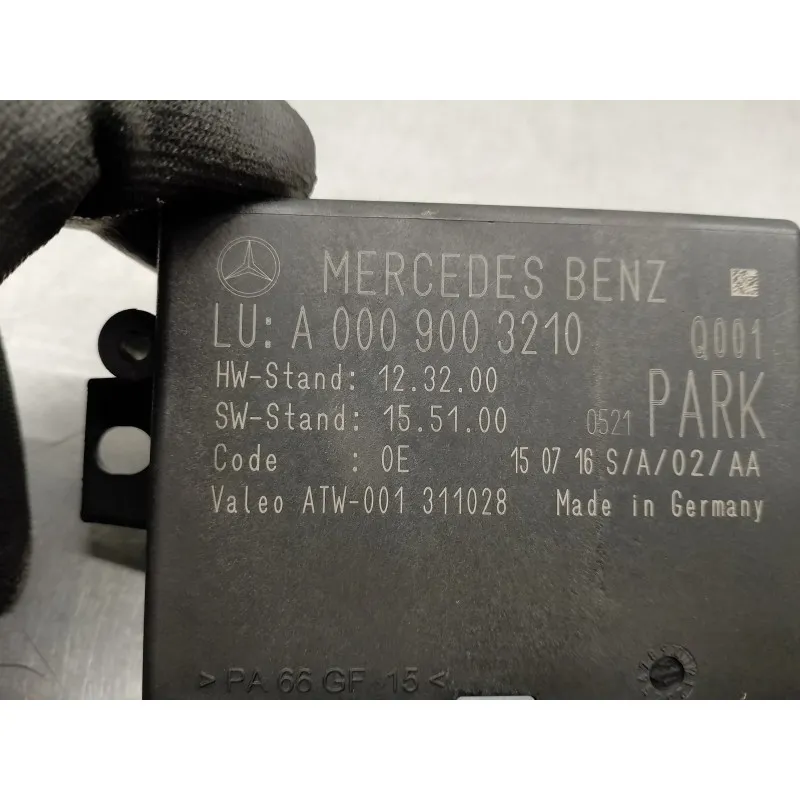 MERCEDES BENZ
LU: A 000 900 3210 Q001
HW-Stand: 12.32.00
SW-Stand: 15.51.00 0521 PARK
Code : 0E 15 07 16 S/A/02/AA
Valeo ATW-001 311028 Made in Germany
>PA 66 GF 15<